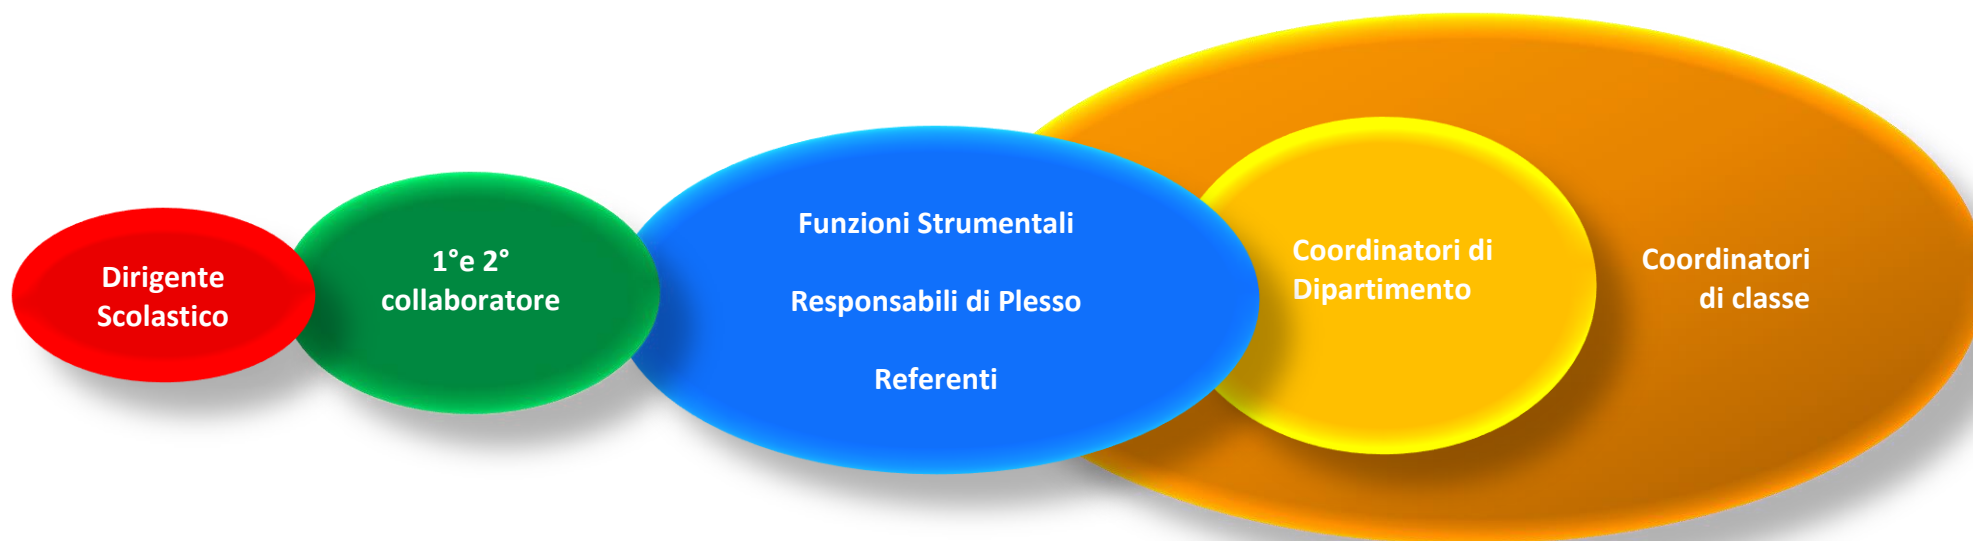 Dirigente
Scolastico
1°e 2°
collaboratore
Funzioni Strumentali
Responsabili di Plesso
Referenti
Coordinatori di
Dipartimento
Coordinatori
di classe